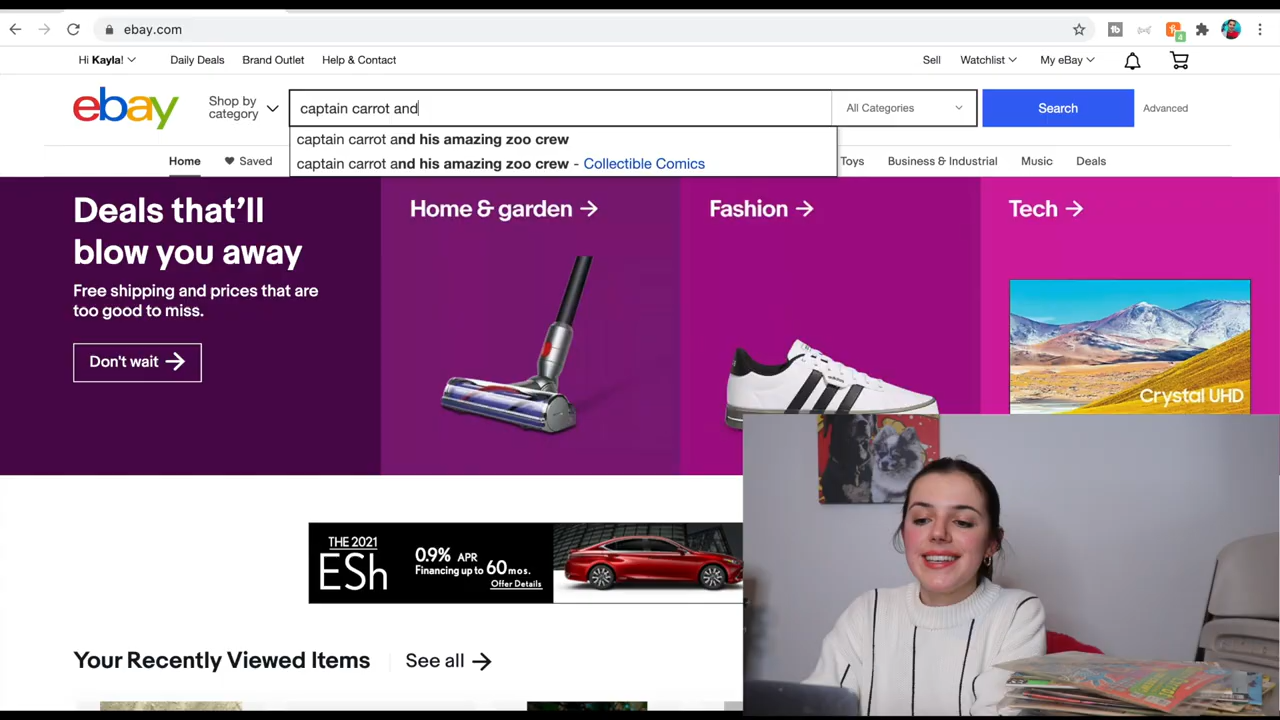 ebay.com
Hi Kayla!
Daily Deals
Brand Outlet
Help & Contact
Sell
Watchlist
My eBay
ebay
Shop by
category
captain carrot and
All Categories
Search
Advanced
captain carrot and his amazing zoo crew
captain carrot and his amazing zoo crew - Collectible Comics
Home
Saved
Toys
Business & Industrial
Music
Deals
Deals that'll
blow you away
Free shipping and prices that are
too good to miss.
Don't wait
Home & garden
Fashion
Tech
Crystal UHD
THE 2021
ESh
0.9% APR
Financing up to 60 mos.
Offer Details
Your Recently Viewed Items
See all